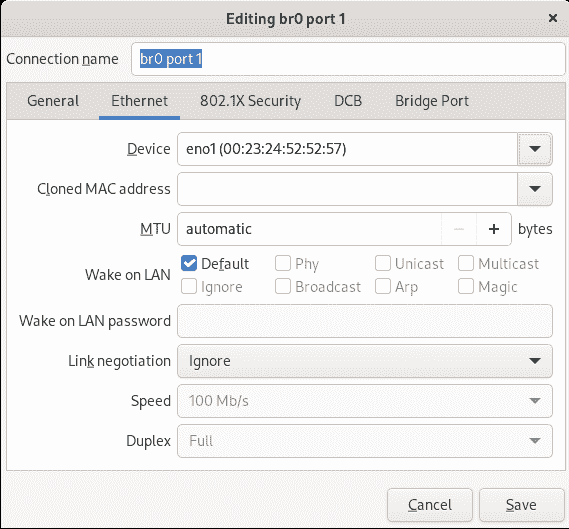 Editing br0 port 1
Connection name br0 port 1
General Ethernet 802.1X Security DCB Bridge Port
Device eno1 (00:23:24:52:52:57)
Cloned MAC address
MTU automatic bytes
Wake on LAN Default Phy Unicast Multicast
Ignore Broadcast Arp Magic
Wake on LAN password
Link negotiation Ignore
Speed 100 Mb/s
Duplex Full
Cancel Save